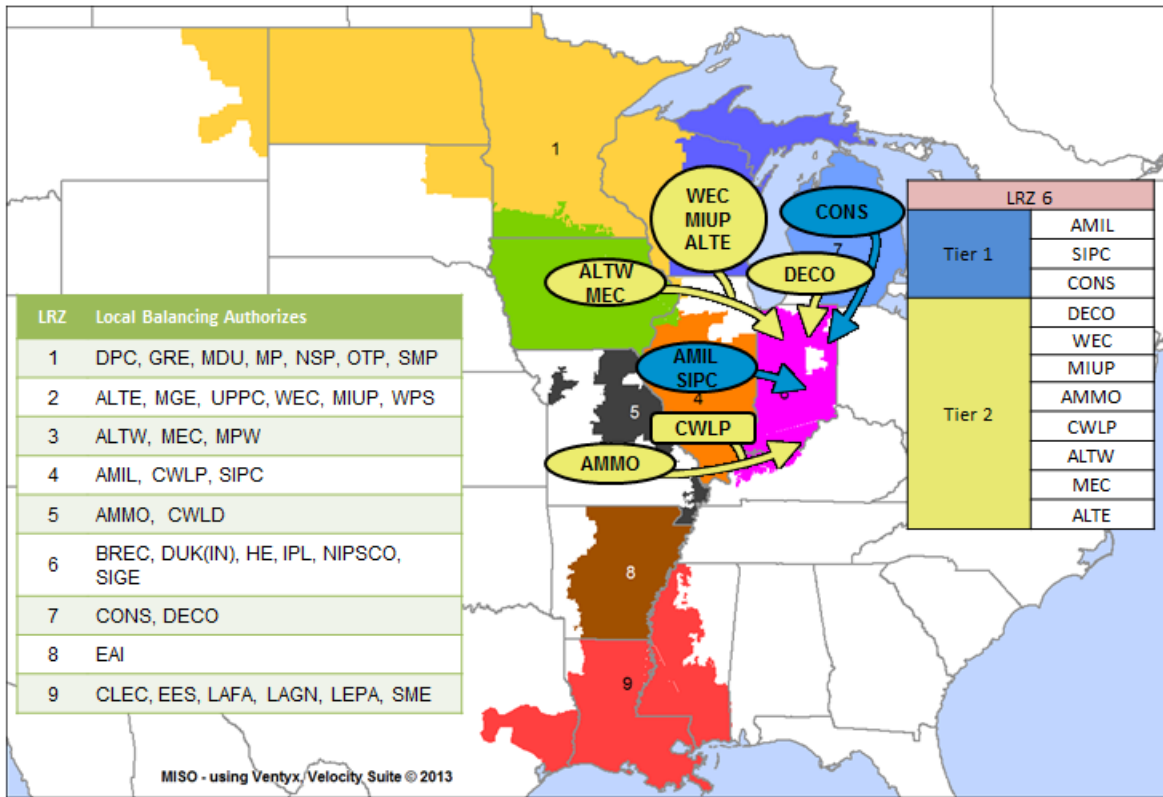 1
WEC
MIUP
ALTE
CONS
7
DECO
ALTW
MEC
AMIL
SIPC
4
5
6
CWLP
AMMO
8
9
LRZ 6
Tier 1
AMIL
SIPC
CONS
Tier 2
DECO
WEC
MIUP
AMMO
CWLP
ALTW
MEC
ALTE
LRZ Local Balancing Authorizes
1 DPC, GRE, MDU, MP, NSP, OTP, SMP
2 ALTE, MGE, UPPC, WEC, MIUP, WPS
3 ALTW, MEC, MPW
4 AMIL, CWLP, SIPC
5 AMMO, CWLD
6 BREC, DUK(IN), HE, IPL, NIPSCO,
SIGE
7 CONS, DECO
8 EAI
9 CLEC, EES, LAFA, LAGN, LEPA, SME
MISO - using Ventyx, Velocity Suite © 2013